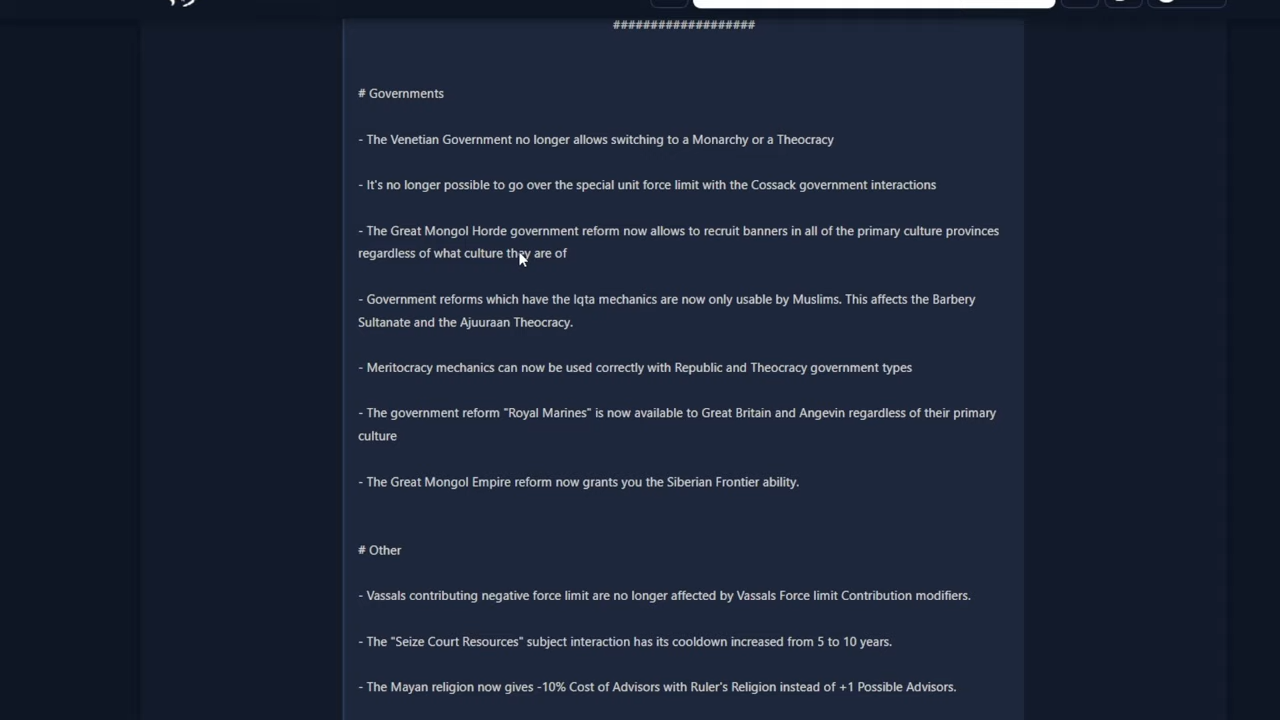 ###################
# Governments
- The Venetian Government no longer allows switching to a Monarchy or a Theocracy
- It's no longer possible to go over the special unit force limit with the Cossack government interactions
- The Great Mongol Horde government reform now allows to recruit banners in all of the primary culture provinces
regardless of what culture they are of
- Government reforms which have the Iqta mechanics are now only usable by Muslims. This affects the Barbery
Sultanate and the Ajuuraan Theocracy.
- Meritocracy mechanics can now be used correctly with Republic and Theocracy government types
- The government reform "Royal Marines" is now available to Great Britain and Angevin regardless of their primary
culture
- The Great Mongol Empire reform now grants you the Siberian Frontier ability.
# Other
- Vassals contributing negative force limit are no longer affected by Vassals Force limit Contribution modifiers.
- The "Seize Court Resources" subject interaction has its cooldown increased from 5 to 10 years.
- The Mayan religion now gives -10% Cost of Advisors with Ruler's Religion instead of +1 Possible Advisors.